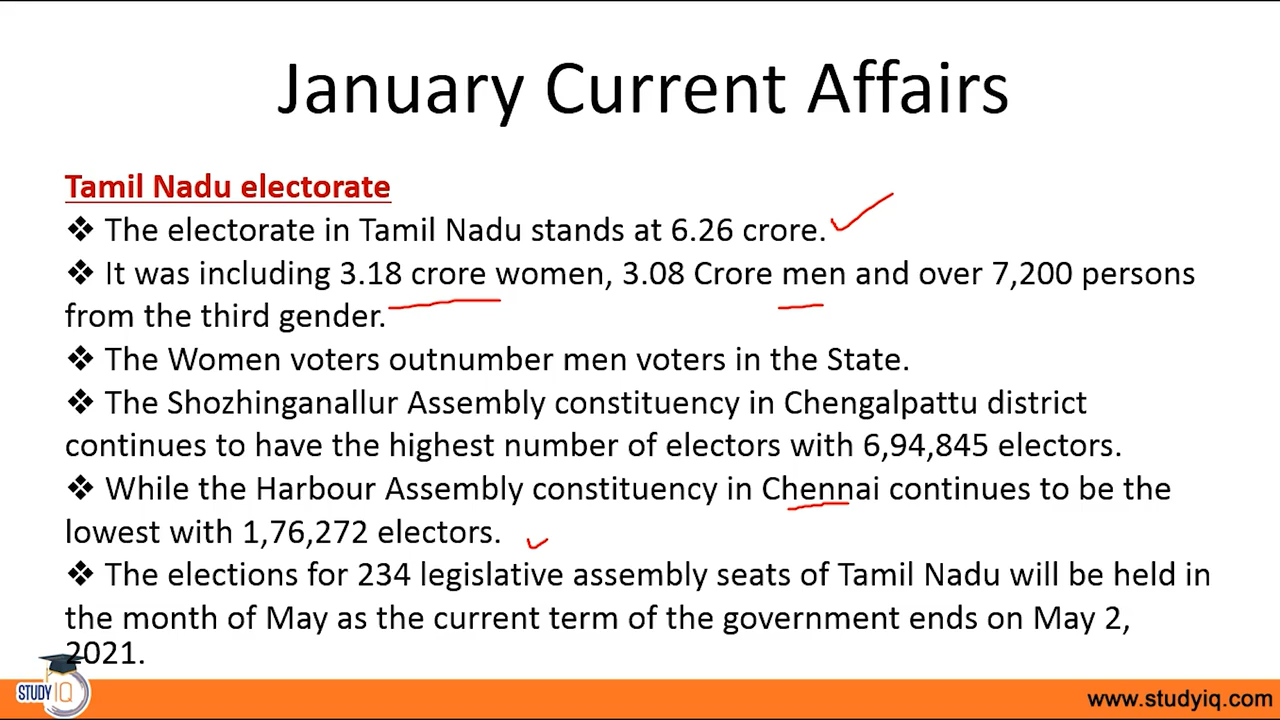 January Current Affairs
Tamil Nadu electorate
❖ The electorate in Tamil Nadu stands at 6.26 crore.
❖ It was including 3.18 crore women, 3.08 Crore men and over 7,200 persons
from the third gender.
❖ The Women voters outnumber men voters in the State.
❖ The Shozhinganallur Assembly constituency in Chengalpattu district
continues to have the highest number of electors with 6,94,845 electors.
❖ While the Harbour Assembly constituency in Chennai continues to be the
lowest with 1,76,272 electors.
❖ The elections for 234 legislative assembly seats of Tamil Nadu will be held in
the month of May as the current term of the government ends on May 2,
2021.
STUDY IQ
www.studyiq.com